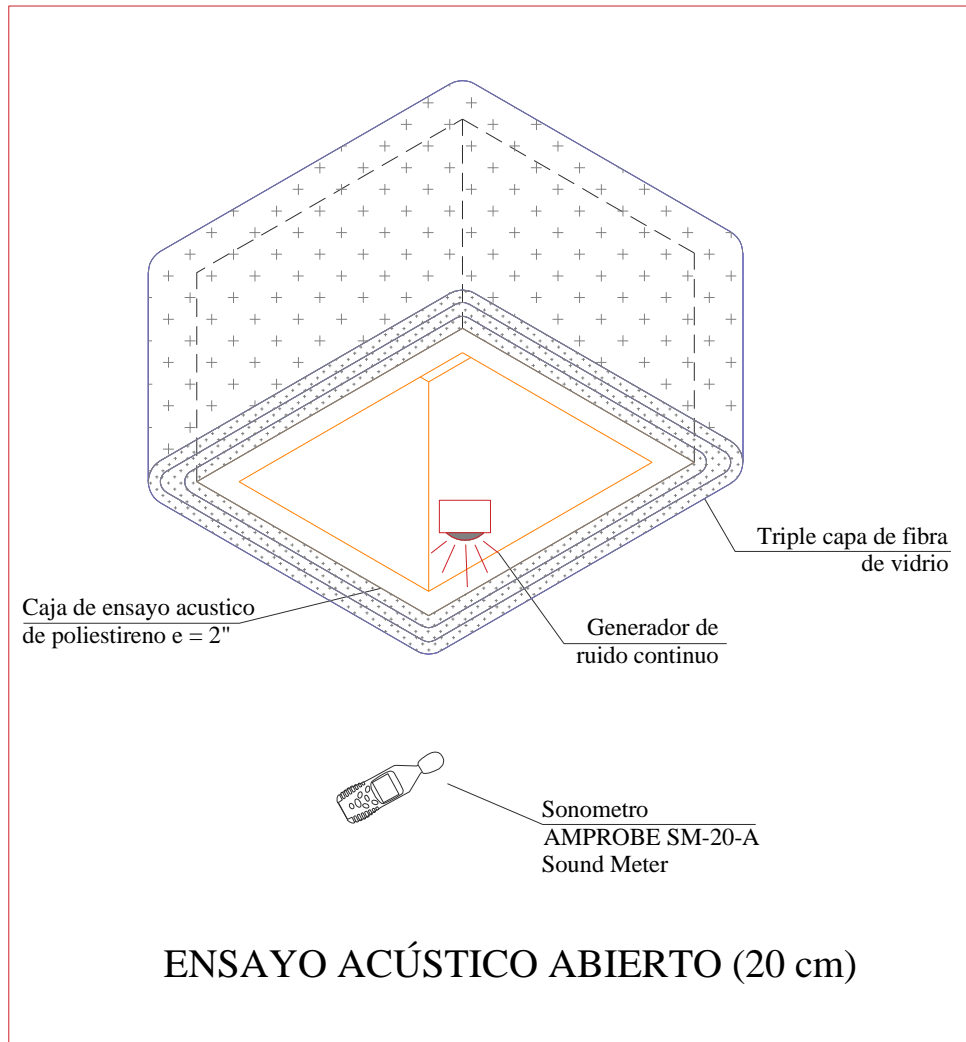 Triple capa de fibra
de vidrio
Caja de ensayo acustico
de poliestireno e = 2"
Generador de
ruido continuo
Sonometro
AMPROBE SM-20-A
Sound Meter
ENSAYO ACÚSTICO ABIERTO (20 cm)